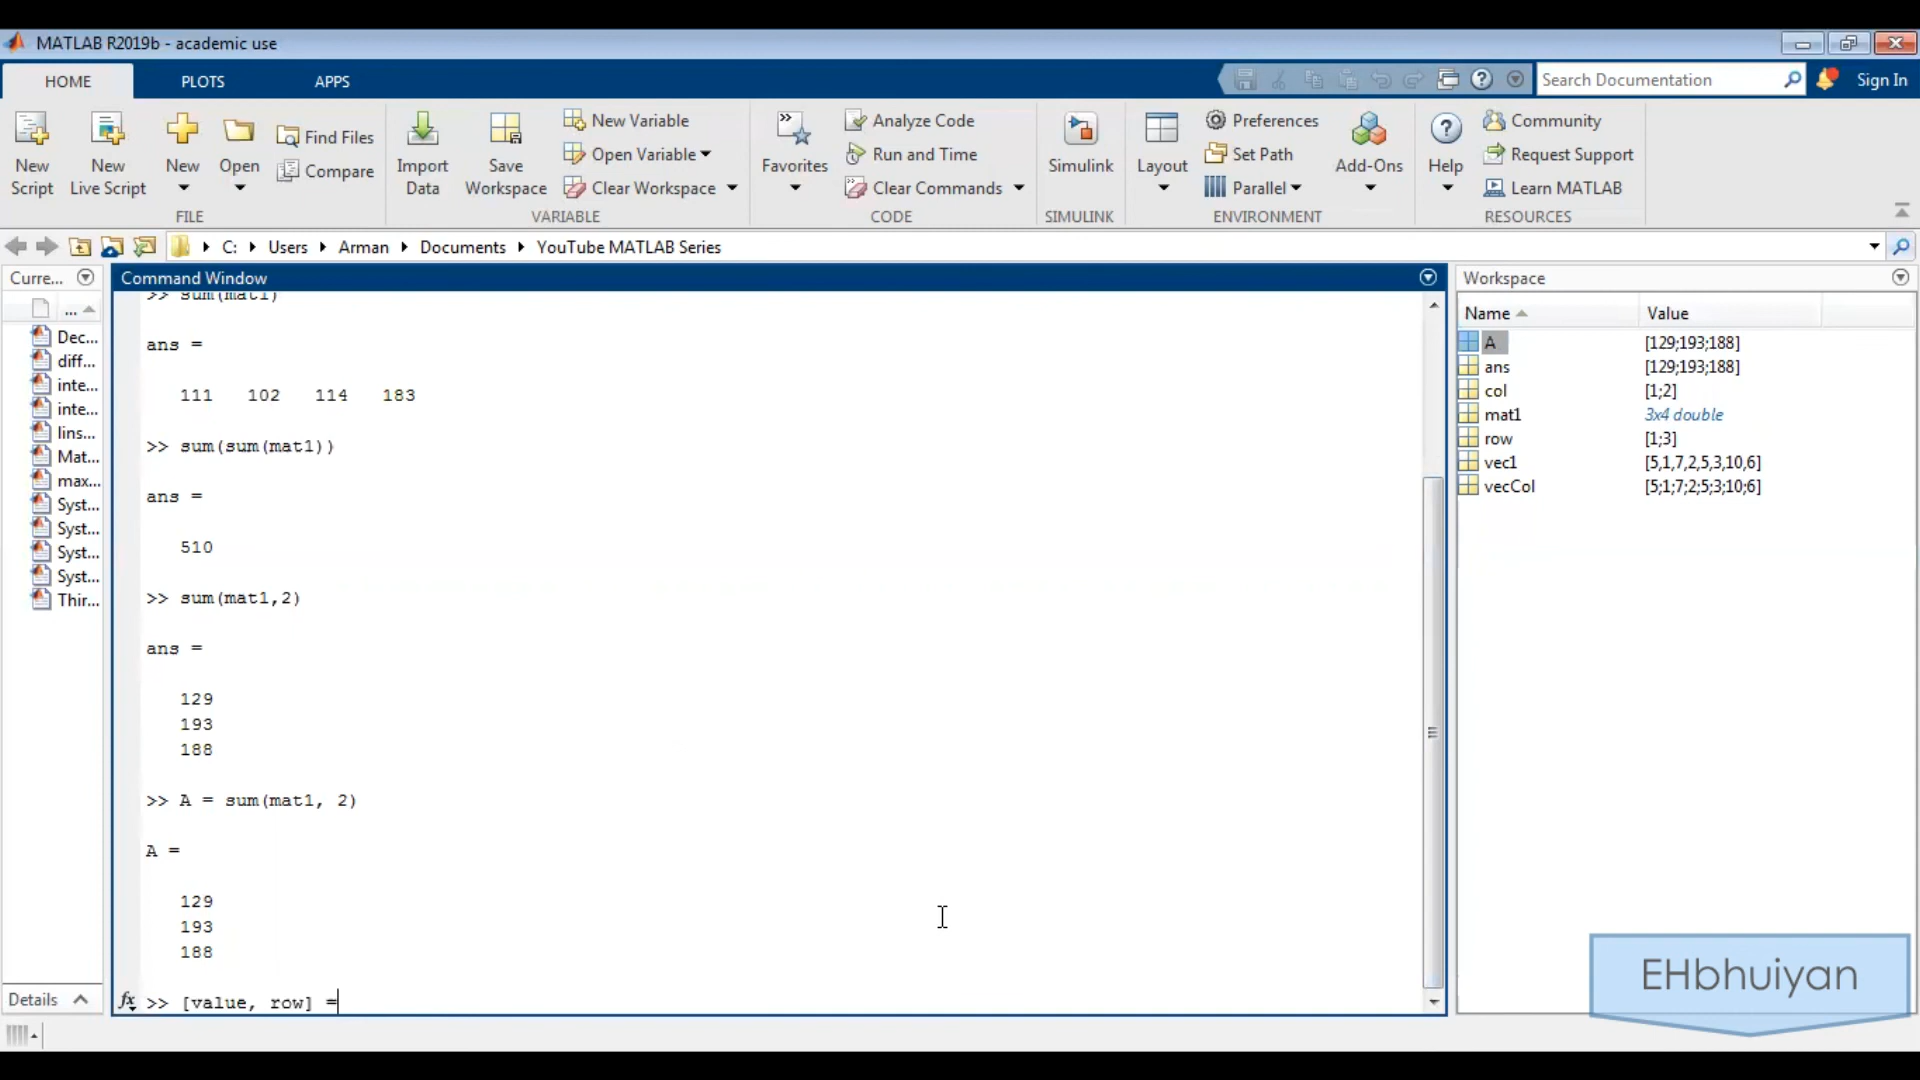 MATLAB R2019b - academic use
HOME PLOTS APPS
Search Documentation
Sign In
New Script
New Live Script
New
Open
Find Files
Compare
FILE
Import Data
Save Workspace
New Variable
Open Variable
Clear Workspace
VARIABLE
Favorites
Analyze Code
Run and Time
Clear Commands
CODE
Simulink
SIMULINK
Layout
Preferences
Set Path
Parallel
Add-Ons
ENVIRONMENT
Help
Community
Request Support
Learn MATLAB
RESOURCES
C: Users Arman Documents YouTube MATLAB Series
Curre...
...
Dec...
diff...
inte...
inte...
lins...
Mat...
max...
Syst...
Syst...
Syst...
Syst...
Thir...
Details
Command Window
>> sum(mat1)
ans =
111 102 114 183
>> sum(sum(mat1))
ans =
510
>> sum(mat1,2)
ans =
129
193
188
>> A = sum(mat1, 2)
A =
129
193
188
fx >> [value, row] =
Workspace
Name Value
A [129;193;188]
ans [129;193;188]
col [1;2]
mat1 3x4 double
row [1;3]
vec1 [5,1,7,2,5,3,10,6]
vecCol [5;1;7;2;5;3;10;6]
EHbhuiyan